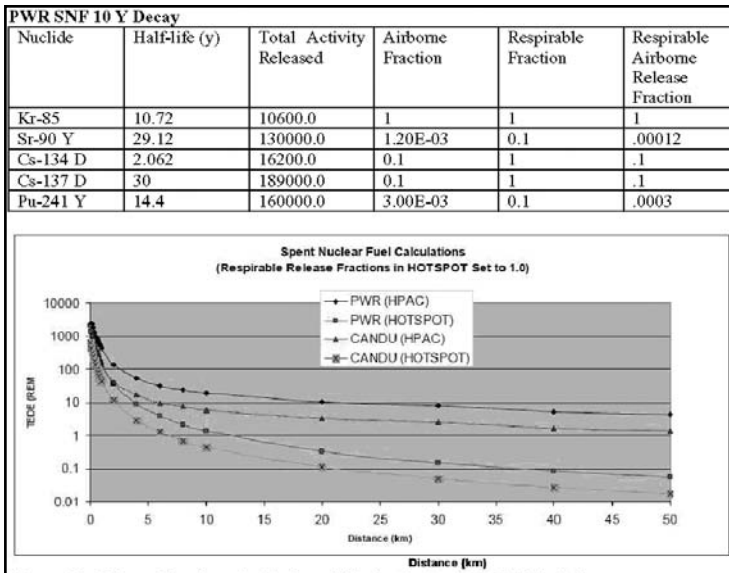 PWR SNF 10 Y Decay
Nuclide Half-life (y) Total Activity Released Airborne Fraction Respirable Fraction Respirable Airborne Release Fraction
Kr-85 10.72 10600.0 1 1 1
Sr-90 Y 29.12 130000.0 1.20E-03 0.1 .00012
Cs-134 D 2.062 16200.0 0.1 1 .1
Cs-137 D 30 189000.0 0.1 1 .1
Pu-241 Y 14.4 160000.0 3.00E-03 0.1 .0003
Spent Nuclear Fuel Calculations
(Respirable Release Fractions in HOTSPOT Set to 1.0)
PWR (HPAC)
PWR (HOTSPOT)
CANDU (HPAC)
CANDU (HOTSPOT)
TEDE (REM
10000
1000
100
10
1
0.1
0.01
0 5 10 15 20 25 30 35 40 45 50
Distance (km)
Distance (km)